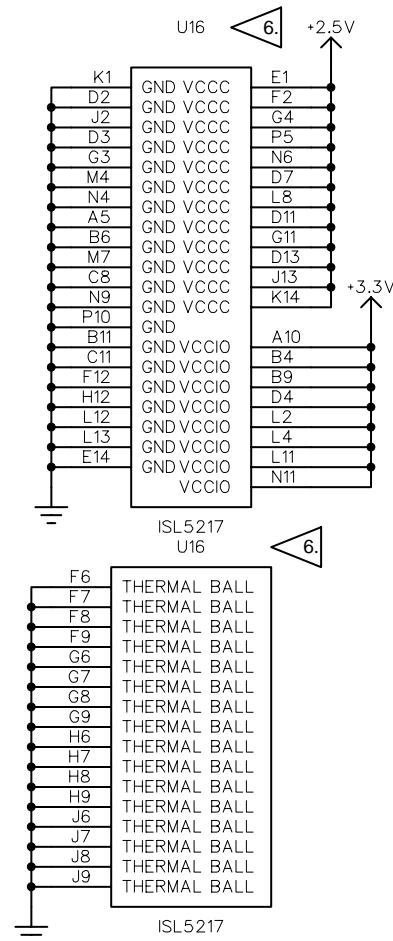 U16 6. +2.5V
K1 GND VCCC E1
D2 GND VCCC F2
J2 GND VCCC G4
D3 GND VCCC P5
G3 GND VCCC N6
M4 GND VCCC D7
N4 GND VCCC L8
A5 GND VCCC D11
B6 GND VCCC G11
M7 GND VCCC D13
C8 GND VCCC J13
N9 GND VCCC K14
+3.3V
P10 GND
B11 GND VCCIO A10
C11 GND VCCIO B4
F12 GND VCCIO B9
H12 GND VCCIO D4
L12 GND VCCIO L2
L13 GND VCCIO L4
E14 GND VCCIO L11
VCCIO N11
ISL5217
U16 6.
F6 THERMAL BALL
F7 THERMAL BALL
F8 THERMAL BALL
F9 THERMAL BALL
G6 THERMAL BALL
G7 THERMAL BALL
G8 THERMAL BALL
G9 THERMAL BALL
H6 THERMAL BALL
H7 THERMAL BALL
H8 THERMAL BALL
H9 THERMAL BALL
J6 THERMAL BALL
J7 THERMAL BALL
J8 THERMAL BALL
J9 THERMAL BALL
ISL5217